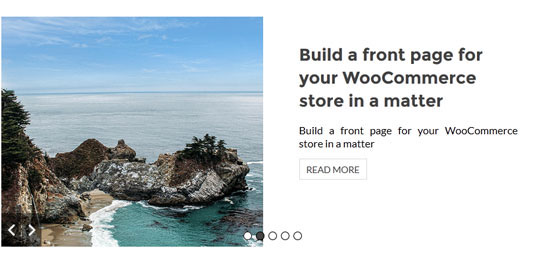 Build a front page for
your WooCommerce
store in a matter
Build a front page for your WooCommerce
store in a matter
READ MORE